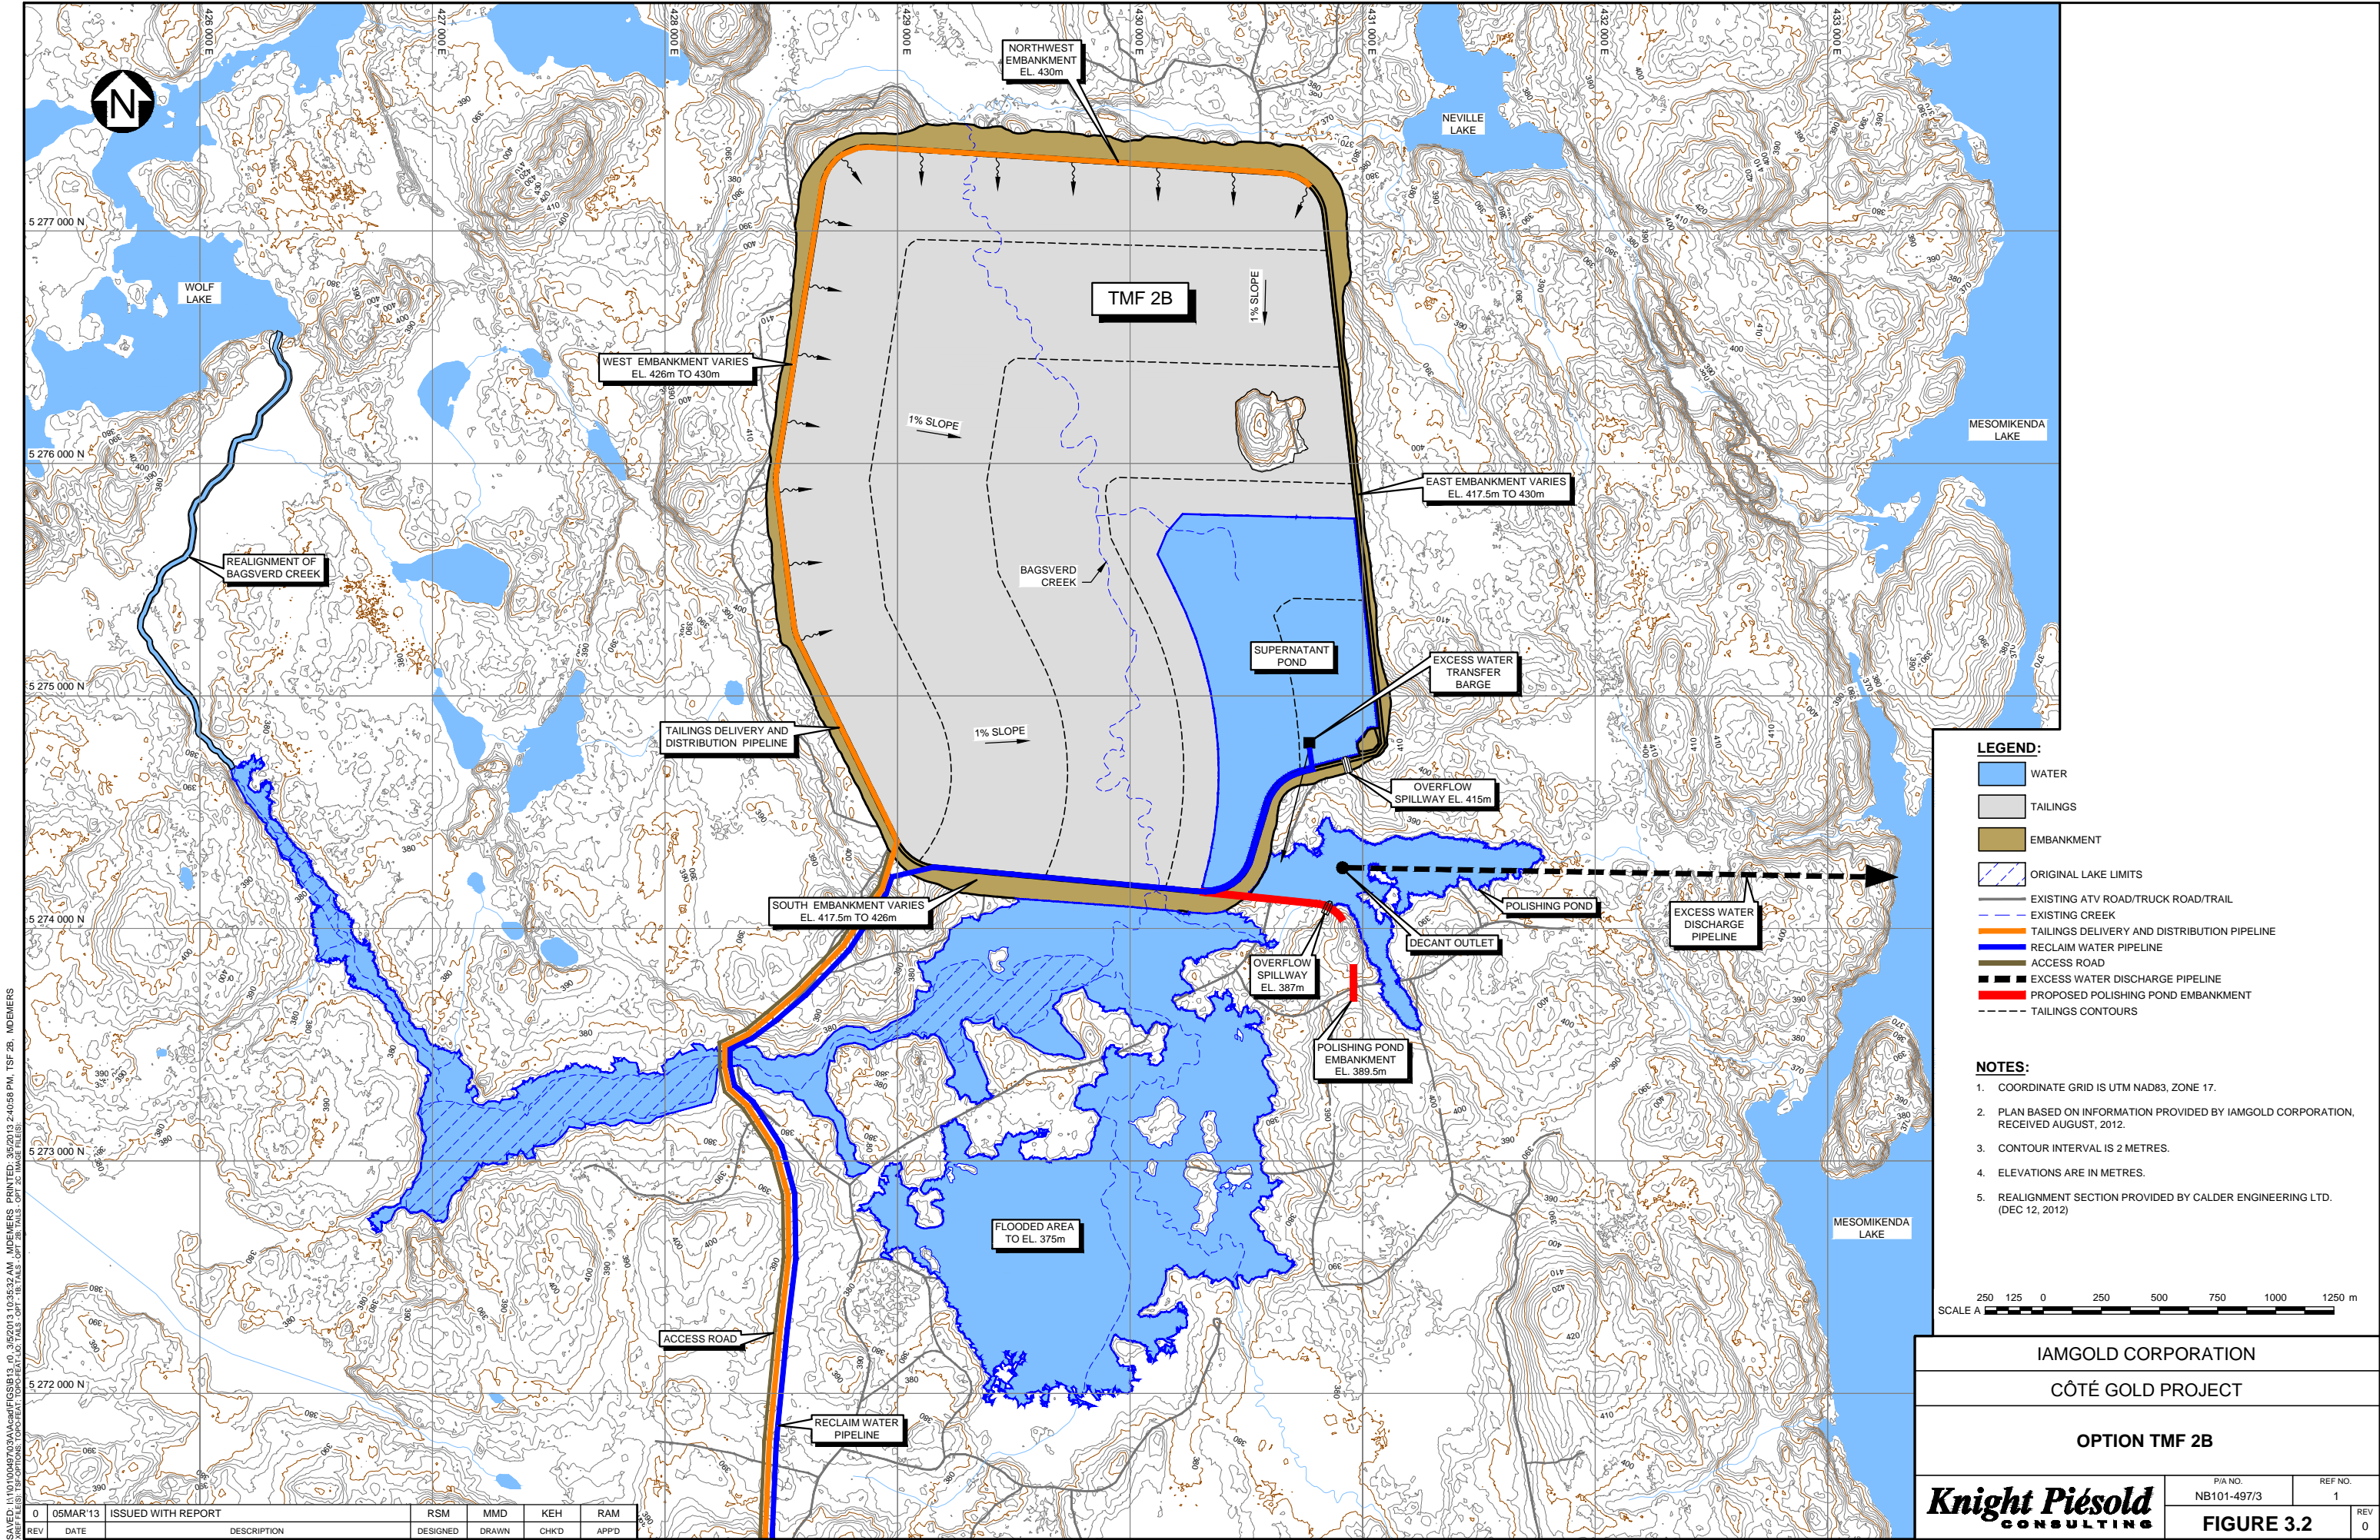 426 000 E
427 000 E
428 000 E
429 000 E
430 000 E
431 000 E
432 000 E
433 000 E
N
NORTHWEST
EMBANKMENT
EL. 430m
NEVILLE
LAKE
5 277 000 N
WOLF
LAKE
TMF 2B
1% SLOPE
WEST EMBANKMENT VARIES
EL. 426m TO 430m
1% SLOPE
MESOMIKENDA
LAKE
5 276 000 N
EAST EMBANKMENT VARIES
EL. 417.5m TO 430m
REALIGNMENT OF
BAGSVERD CREEK
BAGSVERD
CREEK
SUPERNATANT
POND
EXCESS WATER
TRANSFER
BARGE
5 275 000 N
TAILINGS DELIVERY AND
DISTRIBUTION PIPELINE
1% SLOPE
OVERFLOW
SPILLWAY EL. 415m
SOUTH EMBANKMENT VARIES
EL. 417.5m TO 426m
5 274 000 N
POLISHING POND
EXCESS WATER
DISCHARGE
PIPELINE
DECANT OUTLET
OVERFLOW
SPILLWAY
EL. 387m
POLISHING POND
EMBANKMENT
EL. 389.5m
5 273 000 N
FLOODED AREA
TO EL. 375m
MESOMIKENDA
LAKE
ACCESS ROAD
5 272 000 N
RECLAIM WATER
PIPELINE
LEGEND:
WATER
TAILINGS
EMBANKMENT
ORIGINAL LAKE LIMITS
EXISTING ATV ROAD/TRUCK ROAD/TRAIL
EXISTING CREEK
TAILINGS DELIVERY AND DISTRIBUTION PIPELINE
RECLAIM WATER PIPELINE
ACCESS ROAD
EXCESS WATER DISCHARGE PIPELINE
PROPOSED POLISHING POND EMBANKMENT
TAILINGS CONTOURS
NOTES:
1. COORDINATE GRID IS UTM NAD83, ZONE 17.
2. PLAN BASED ON INFORMATION PROVIDED BY IAMGOLD CORPORATION,
RECEIVED AUGUST, 2012.
3. CONTOUR INTERVAL IS 2 METRES.
4. ELEVATIONS ARE IN METRES.
5. REALIGNMENT SECTION PROVIDED BY CALDER ENGINEERING LTD.
(DEC 12, 2012)
250 125 0 250 500 750 1000 1250 m
SCALE A
IAMGOLD CORPORATION
CÔTÉ GOLD PROJECT
OPTION TMF 2B
Knight Piésold
CONSULTING
P/A NO.
NB101-497/3
REF NO.
1
FIGURE 3.2
REV
0
0 05MAR'13 ISSUED WITH REPORT RSM MMD KEH RAM
REV DATE DESCRIPTION DESIGNED DRAWN CHK'D APP'D